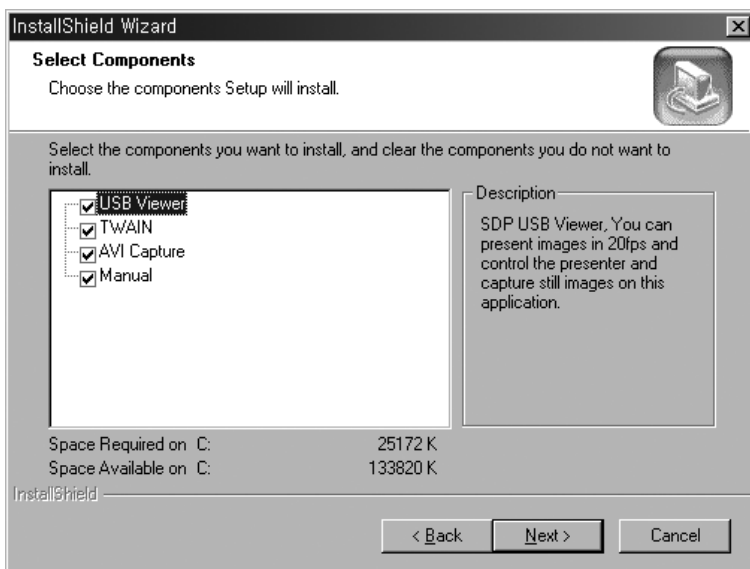 InstallShield Wizard
Select Components
Choose the components Setup will install.
Select the components you want to install, and clear the components you do not want to
install.
USB Viewer
TWAIN
AVI Capture
Manual
Description
SDP USB Viewer, You can
present images in 20fps and
control the presenter and
capture still images on this
application.
Space Required on C: 25172 K
Space Available on C: 133820 K
InstallShield
< Back Next > Cancel